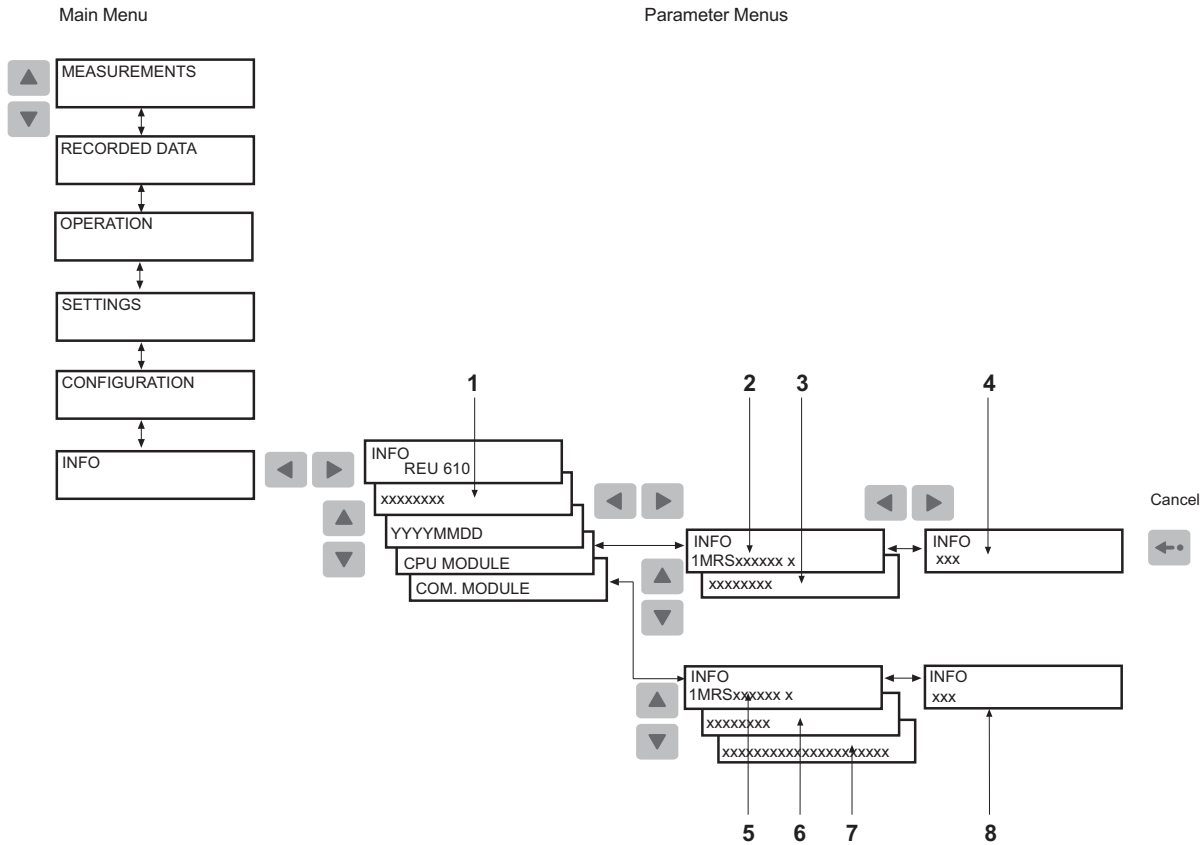 Main Menu
Parameter Menus
MEASUREMENTS
RECORDED DATA
OPERATION
SETTINGS
CONFIGURATION
INFO
1
2
3
4
INFO
REU 610
xxxxxxxx
YYYYMMDD
CPU MODULE
COM. MODULE
INFO
1MRSxxxxxx x
xxxxxxxx
INFO
xxx
Cancel
INFO
1MRSxxxxxx x
xxxxxxxx
xxxxxxxxxxxxxxxxxxxxx
INFO
xxx
5
6
7
8